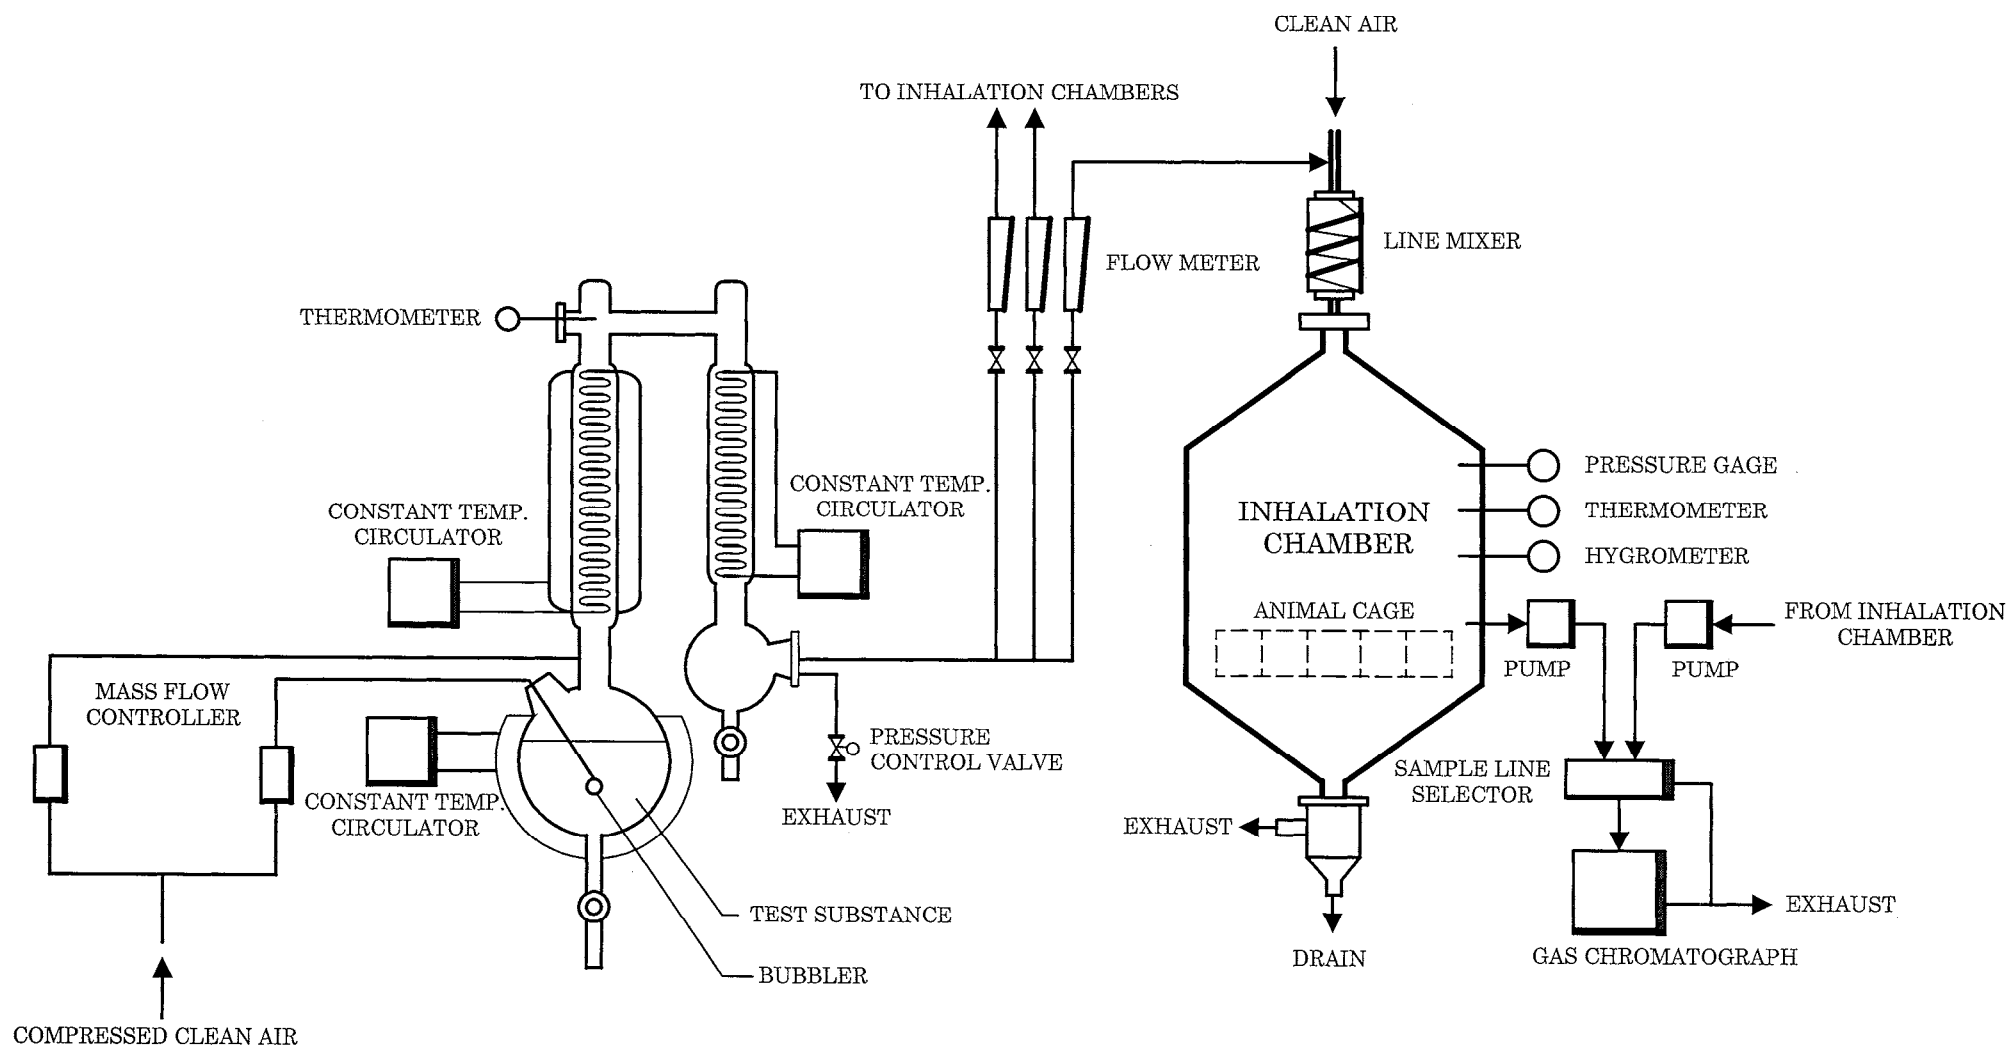 CLEAN AIR
TO INHALATION CHAMBERS
LINE MIXER
FLOW METER
THERMOMETER
CONSTANT TEMP.
CIRCULATOR
CONSTANT TEMP.
CIRCULATOR
PRESSURE GAGE
THERMOMETER
HYGROMETER
INHALATION
CHAMBER
ANIMAL CAGE
PUMP
PUMP
FROM INHALATION
CHAMBER
MASS FLOW
CONTROLLER
CONSTANT TEMP.
CIRCULATOR
PRESSURE
CONTROL VALVE
EXHAUST
SAMPLE LINE
SELECTOR
EXHAUST
TEST SUBSTANCE
BUBBLER
DRAIN
EXHAUST
GAS CHROMATOGRAPH
COMPRESSED CLEAN AIR